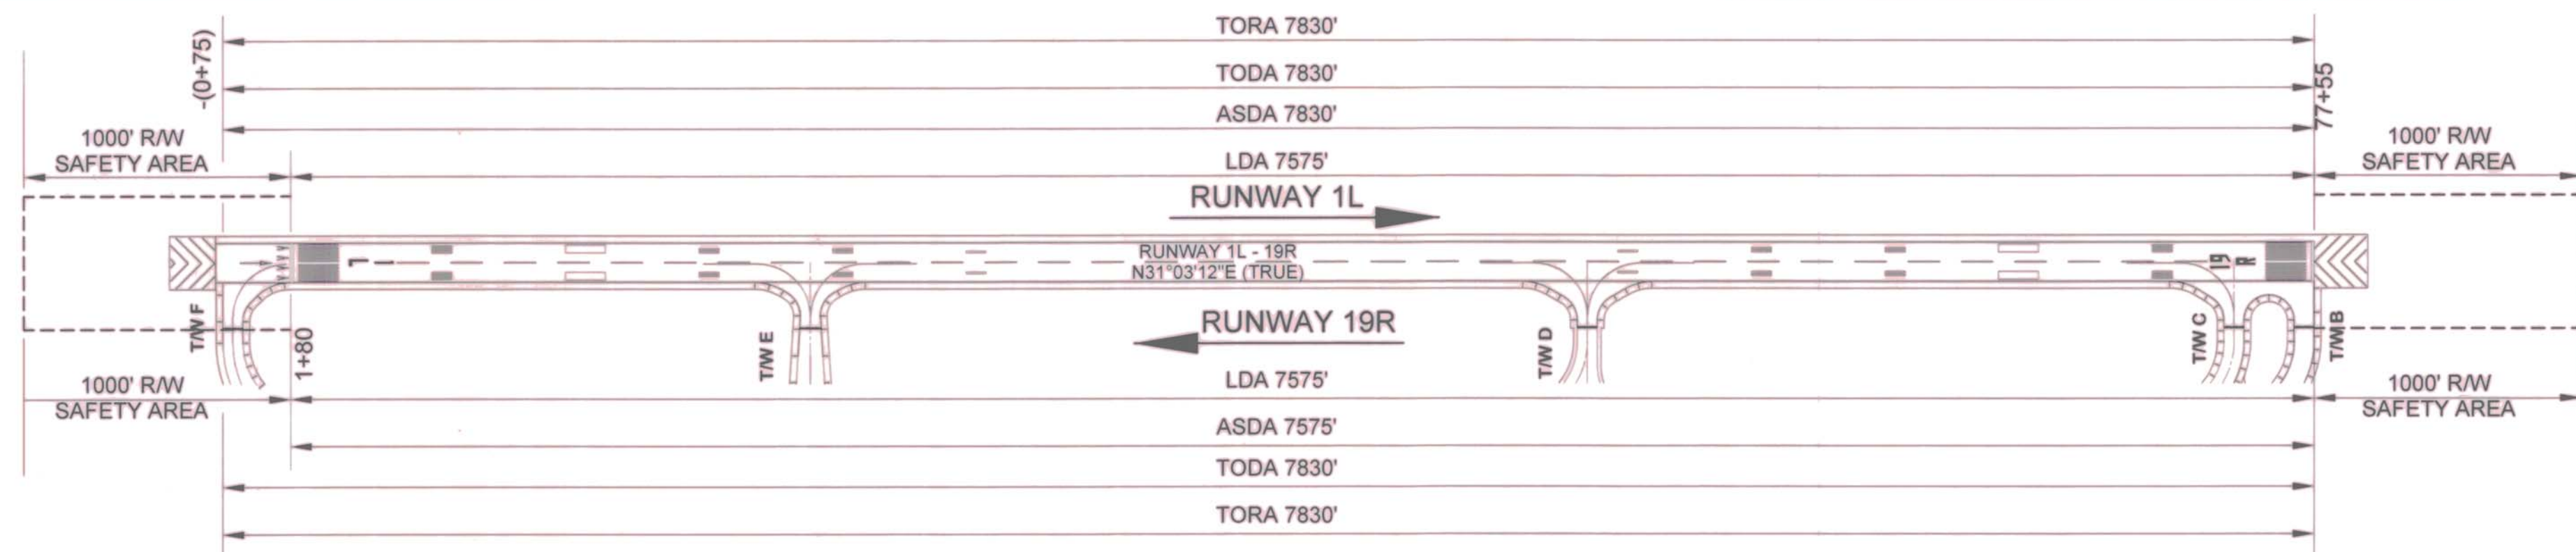 TORA 7830'
-(0+75)
TODA 7830'
77+55
ASDA 7830'
1000' R/W
SAFETY AREA
LDA 7575'
1000' R/W
SAFETY AREA
RUNWAY 1L
1L
RUNWAY 1L - 19R
N31°03'12"E (TRUE)
19R
T/W F
1+80
T/W E
RUNWAY 19R
T/W D
T/W C
T/W B
1000' R/W
SAFETY AREA
LDA 7575'
1000' R/W
SAFETY AREA
ASDA 7575'
TODA 7830'
TORA 7830'